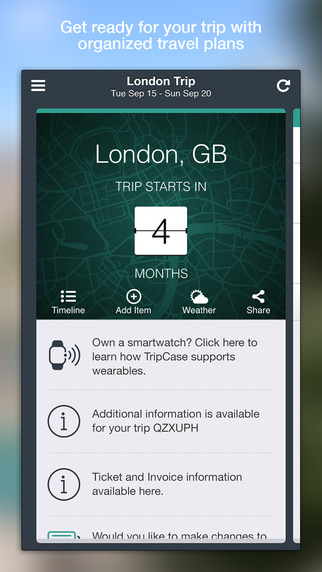 Get ready for your trip with
organized travel plans
London Trip
Tue Sep 15 - Sun Sep 20
London, GB
TRIP STARTS IN
4
MONTHS
Timeline
Add Item
Weather
Share
Own a smartwatch? Click here to
learn how TripCase supports
wearables.
Additional information is available
for your trip QZXUPH
Ticket and Invoice information
available here.
Would you like to make changes to